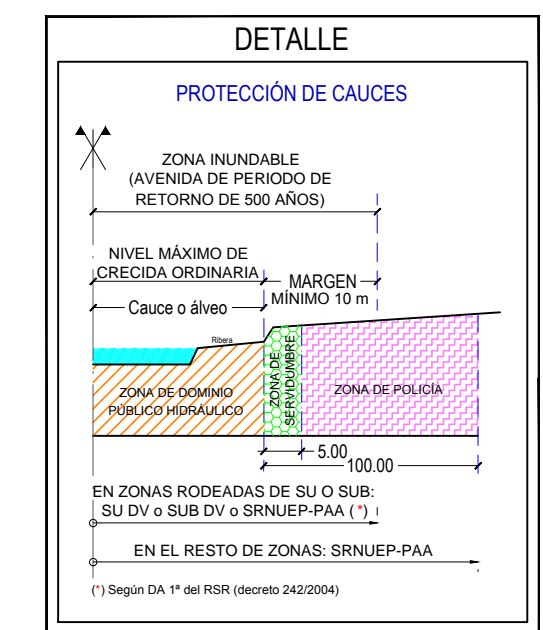 DETALLE
PROTECCIÓN DE CAUCES
ZONA INUNDABLE
(AVENIDA DE PERIODO DE
RETORNO DE 500 AÑOS)
NIVEL MÁXIMO DE
CRECIDA ORDINARIA
MARGEN
MÍNIMO 10 m
Cauce o álveo
Ribera
ZONA DE DOMINIO
PÚBLICO HIDRÁULICO
ZONA DE
SERVIDUMBRE
ZONA DE POLICÍA
5.00
100.00
EN ZONAS RODEADAS DE SU O SUB:
SU DV o SUB DV o SRNUEP-PAA (*)
EN EL RESTO DE ZONAS: SRNUEP-PAA
(*) Según DA 1ª del RSR (decreto 242/2004)